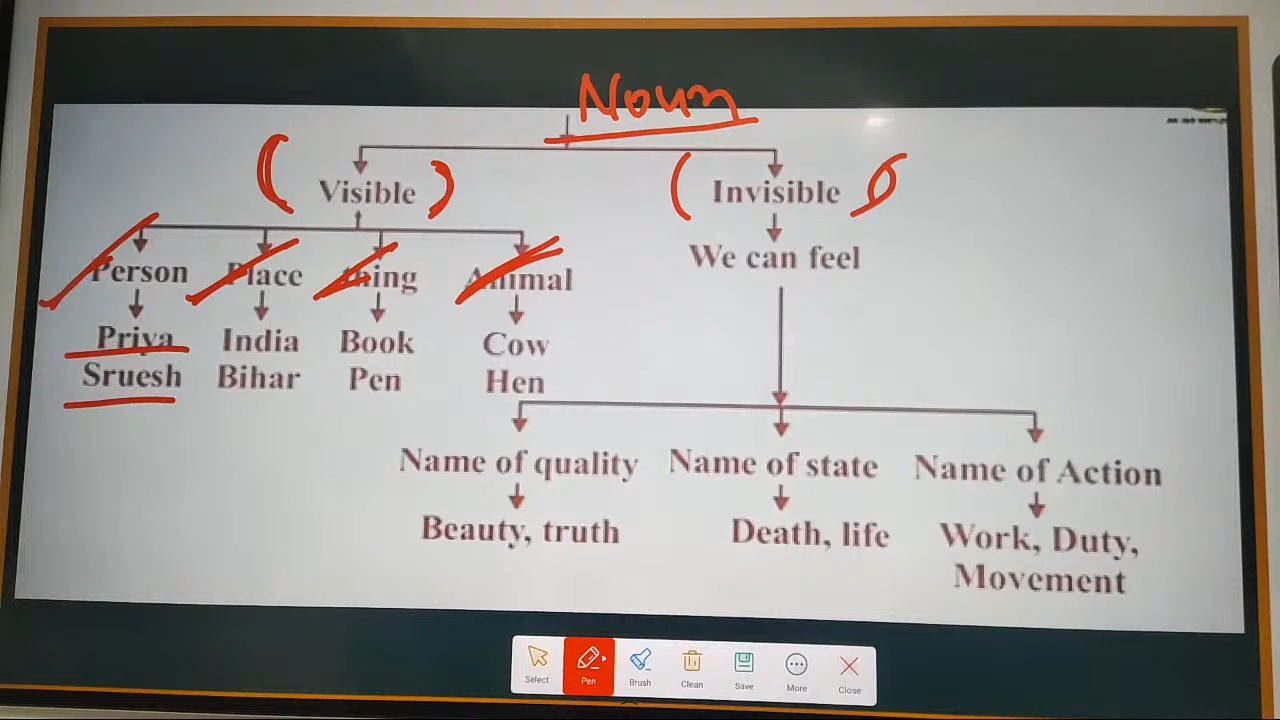 Noun
Visible
Invisible
We can feel
Person Place thing Animal
Priya India Book Cow
Sruesh Bihar Pen Hen
Name of quality Name of state Name of Action
Beauty, truth Death, life Work, Duty,
Movement
Select Pen Brush Clean Save More Close